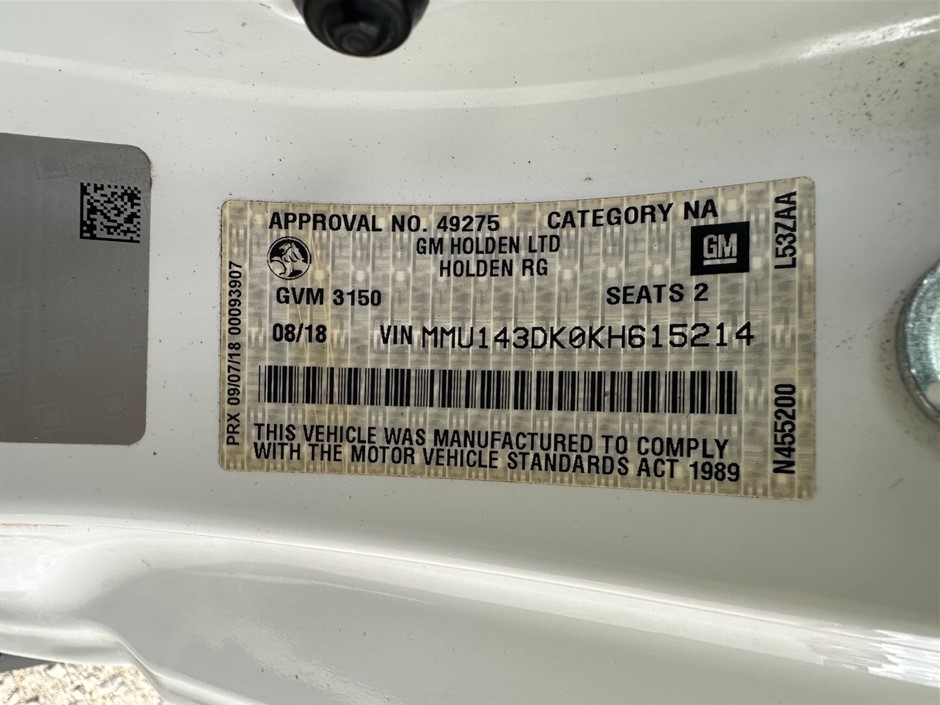 APPROVAL NO. 49275 CATEGORY NA
GM HOLDEN LTD
HOLDEN RG
GM
GVM 3150 SEATS 2
08/18 VIN MMU143DK0KH615214
THIS VEHICLE WAS MANUFACTURED TO COMPLY
WITH THE MOTOR VEHICLE STANDARDS ACT 1989
PRX 09/07/18 00093907
L53ZAA
N455200